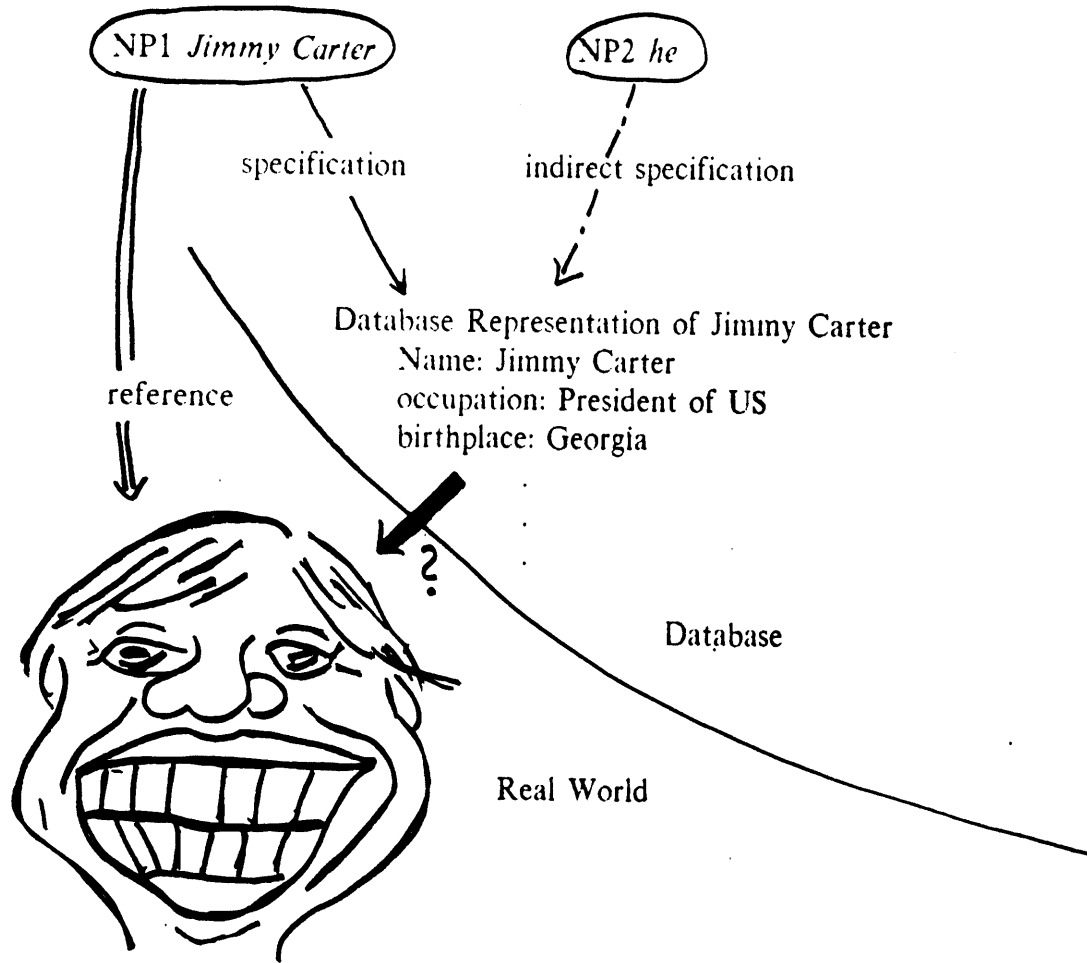 NP1 Jimmy Carter
NP2 he
specification
indirect specification
Database Representation of Jimmy Carter
Name: Jimmy Carter
occupation: President of US
birthplace: Georgia
reference
?
Database
Real World